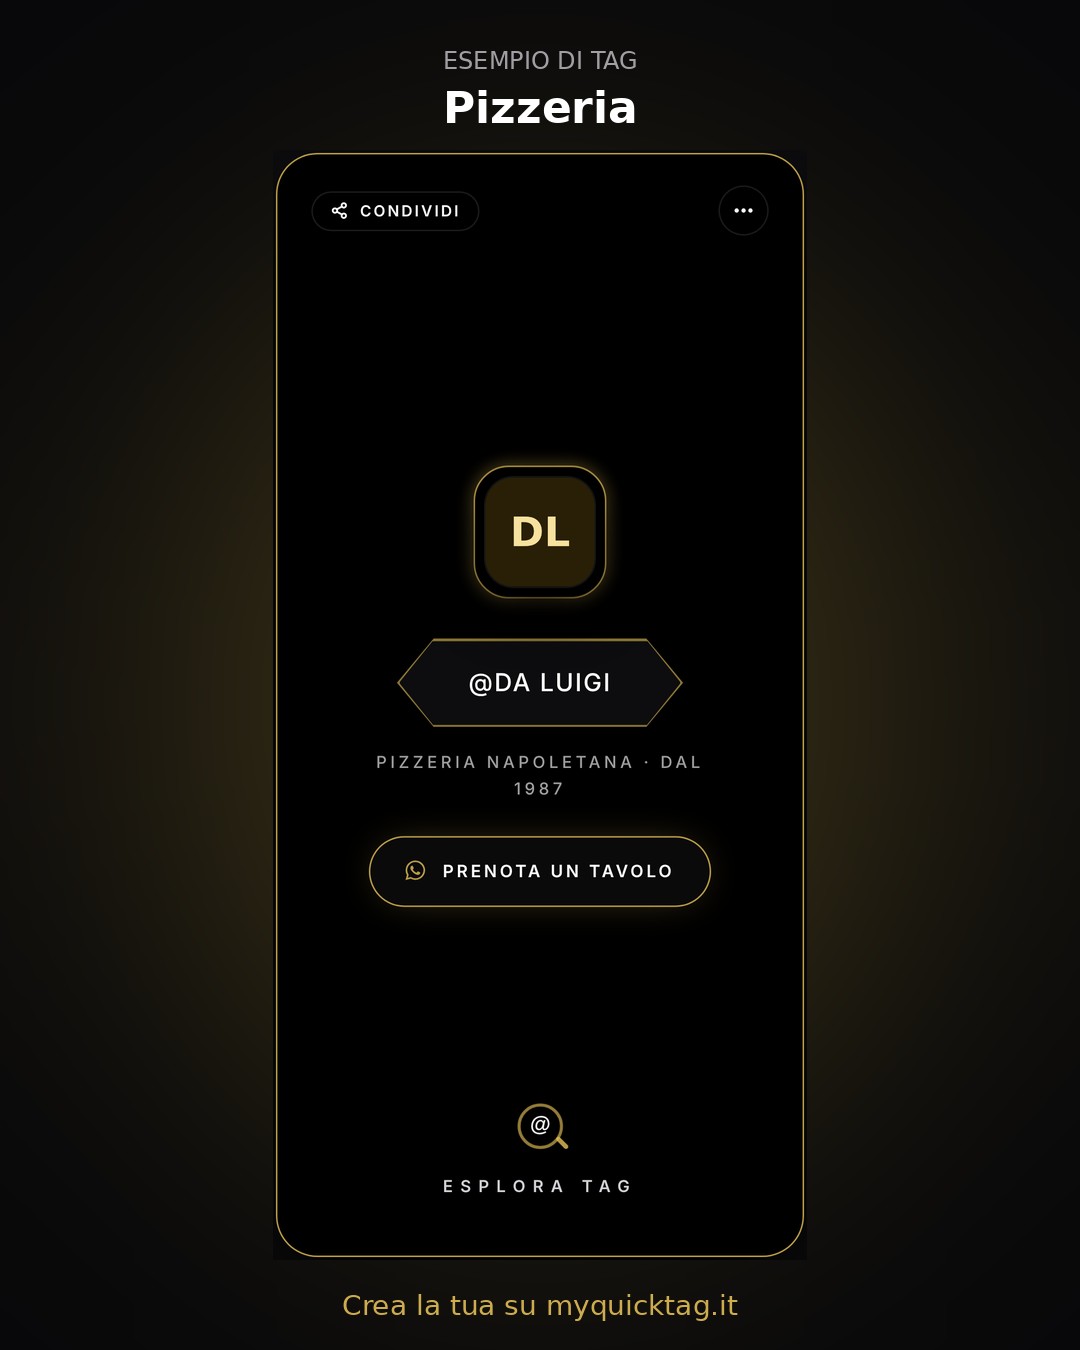 ESEMPIO DI TAG
Pizzeria
CONDIVIDI
DL
@DA LUIGI
PIZZERIA NAPOLETANA · DAL
1987
PRENOTA UN TAVOLO
@
ESPLORA TAG
Crea la tua su myquicktag.it